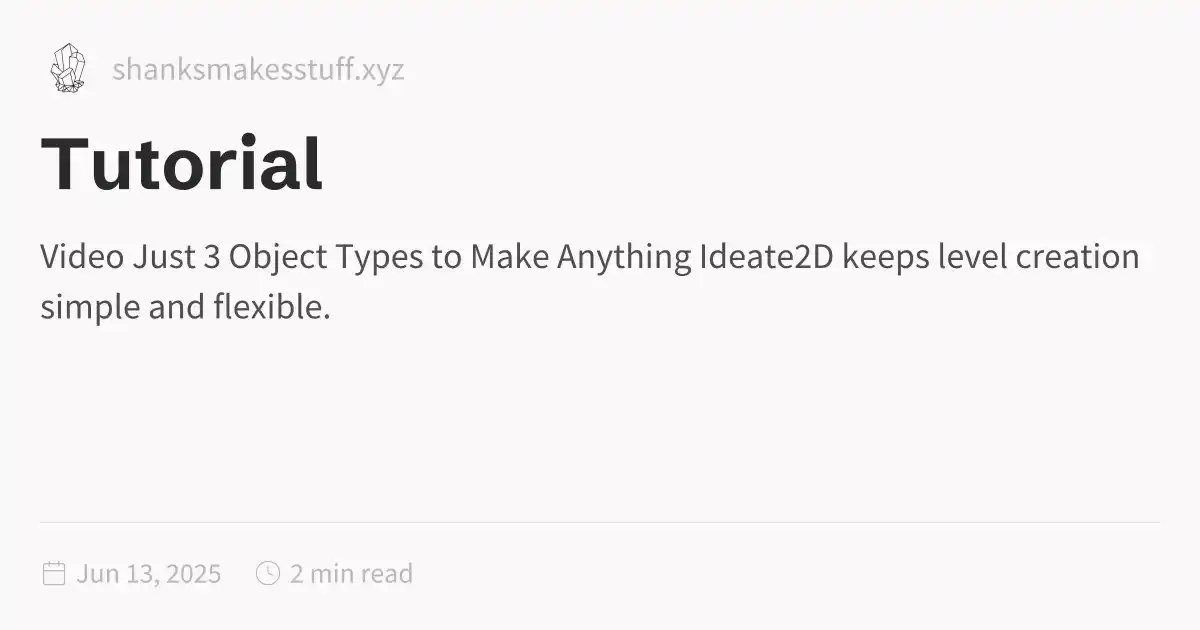 shanksmakesstuff.xyz
Tutorial
Video Just 3 Object Types to Make Anything Ideate2D keeps level creation
simple and flexible.
Jun 13, 2025 2 min read